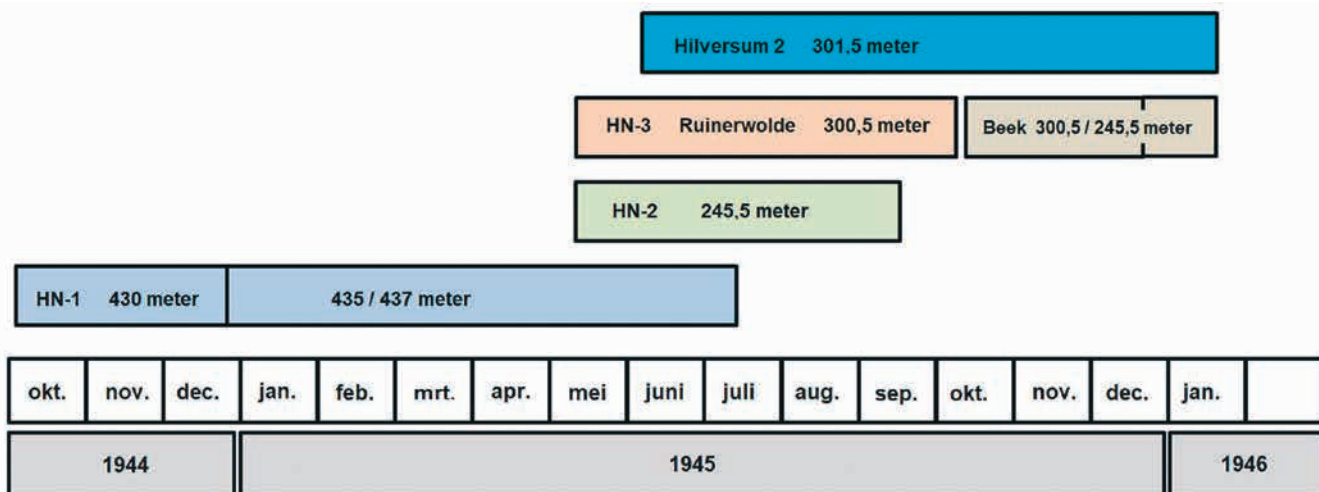 Hilversum 2 301,5 meter
HN-3 Ruinerwolde 300,5 meter Beek 300,5 / 245,5 meter
HN-2 245,5 meter
HN-1 430 meter 435 / 437 meter
okt. nov. dec. jan. feb. mrt. apr. mei juni juli aug. sep. okt. nov. dec. jan.
1944 1945 1946